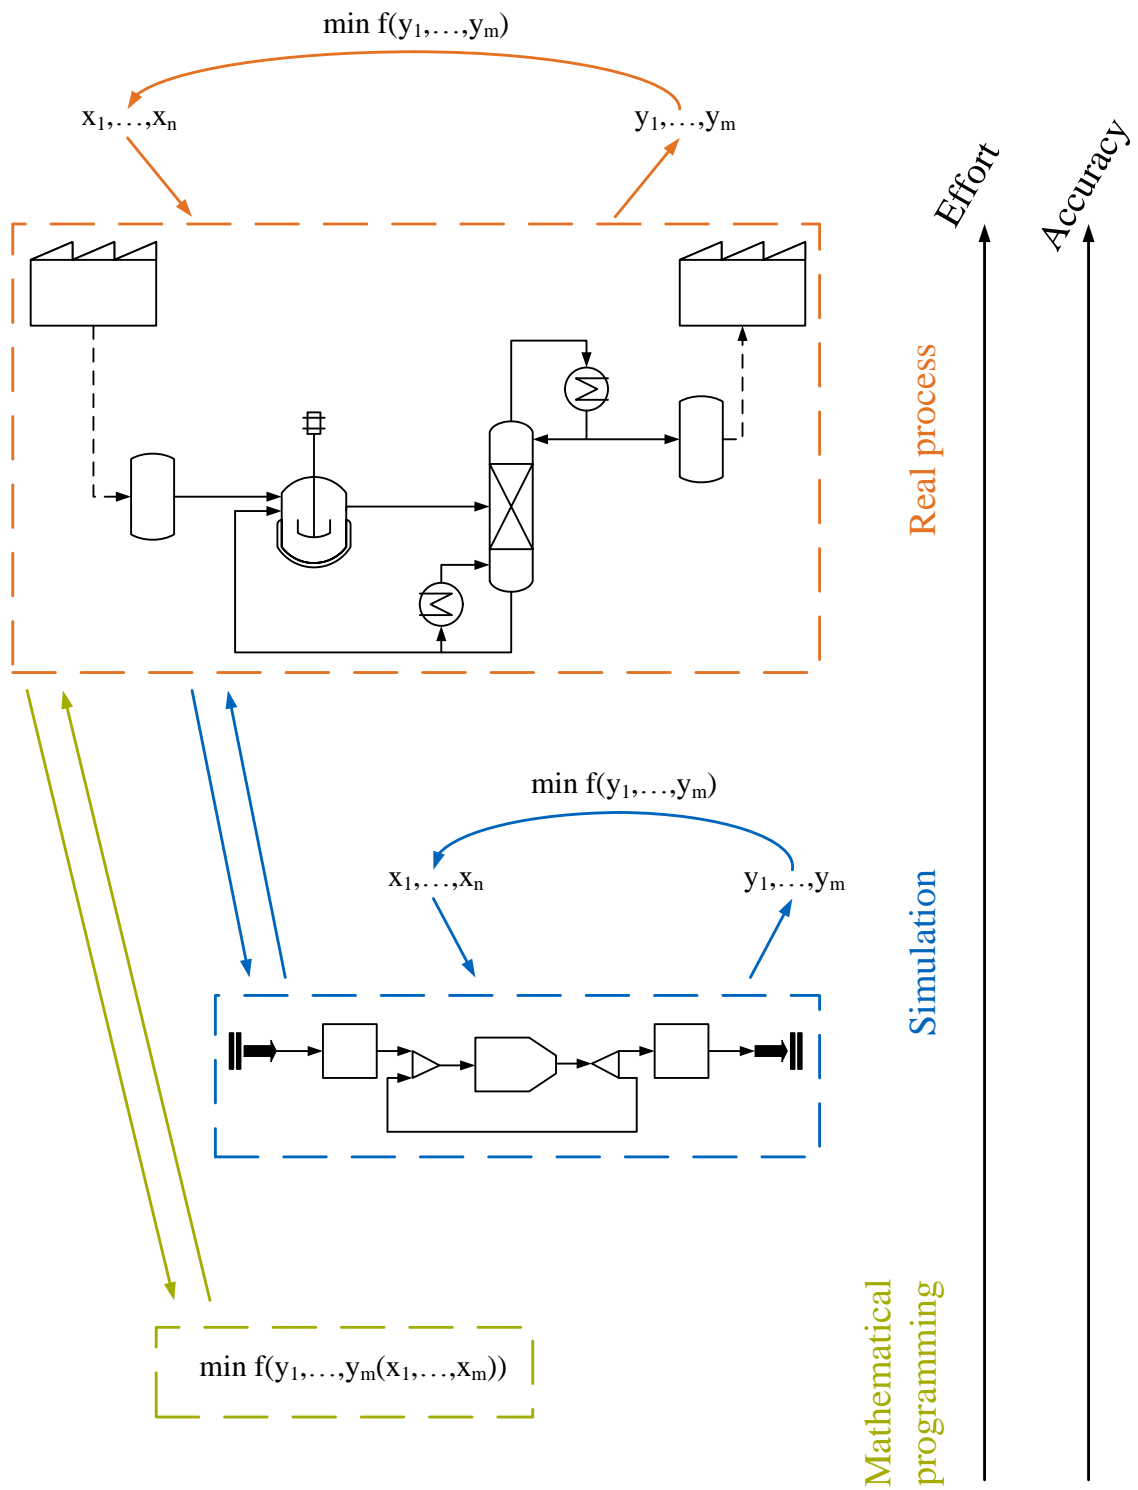 min f(y₁,…,yₘ)
x₁,…,xₙ
y₁,…,yₘ
Effort
Accuracy
Real process
min f(y₁,…,yₘ)
x₁,…,xₙ
y₁,…,yₘ
Simulation
min f(y₁,…,yₘ(x₁,…,xₘ))
Mathematical
programming